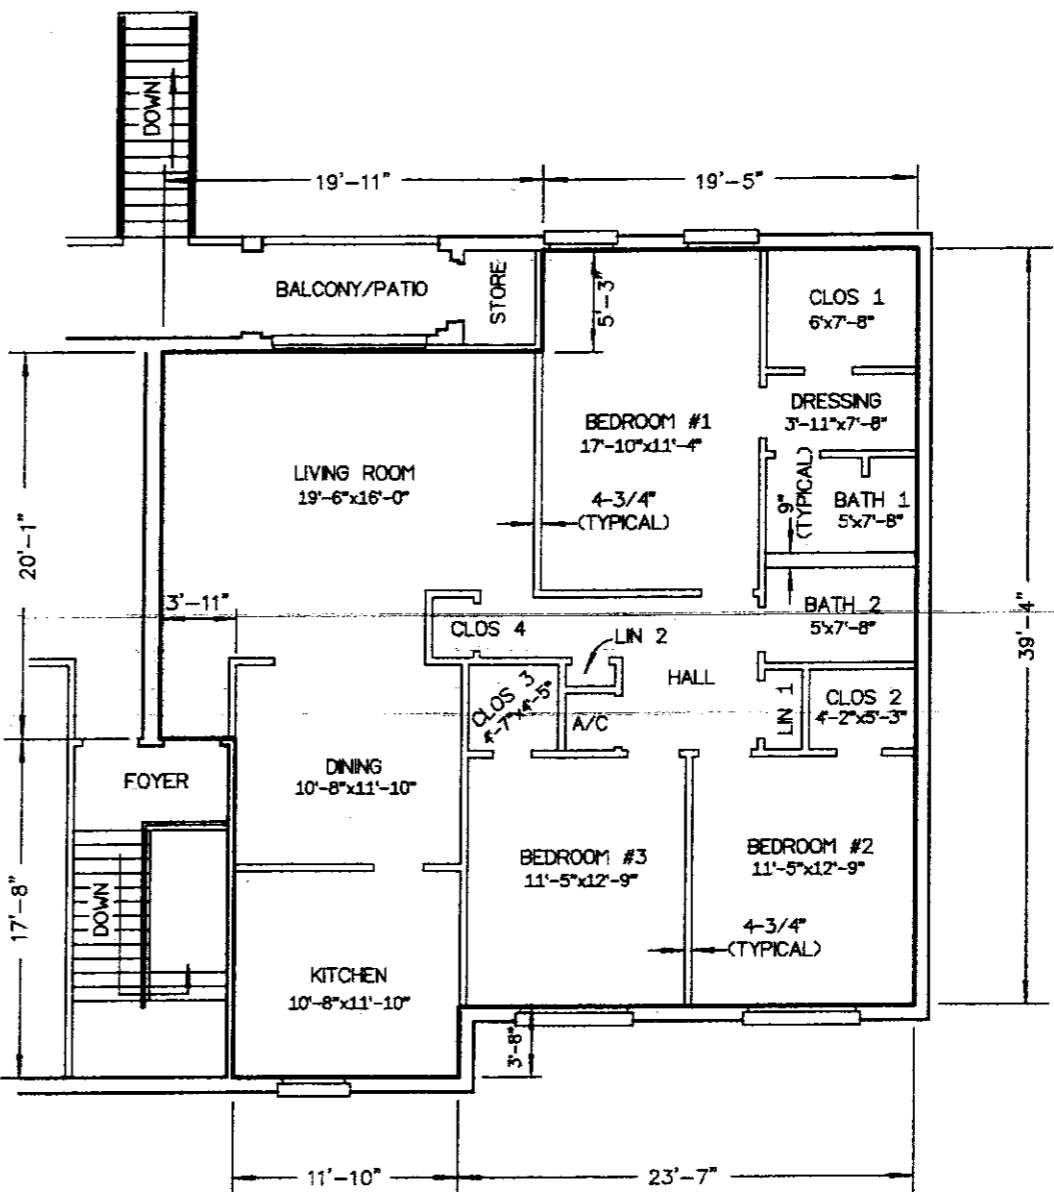 DOWN
19'-11"
19'-5"
BALCONY/PATIO
STORE
5'-3"
CLOS 1
6'x7'-8"
DRESSING
3'-11"x7'-8"
BEDROOM #1
17'-10"x11'-4"
LIVING ROOM
19'-6"x16'-0"
4-3/4"
(TYPICAL)
9"
(TYPICAL)
BATH 1
5'x7'-8"
20'-1"
3'-11"
BATH 2
5'x7'-8"
39'-4"
CLOS 4
LIN 2
HALL
CLOS 3
4'-7"x4'-5"
A/C
LIN 1
CLOS 2
4'-2"x5'-3"
FOYER
DINING
10'-8"x11'-10"
BEDROOM #3
11'-5"x12'-9"
BEDROOM #2
11'-5"x12'-9"
17'-8"
DOWN
4-3/4"
(TYPICAL)
KITCHEN
10'-8"x11'-10"
3'-8"
11'-10"
23'-7"